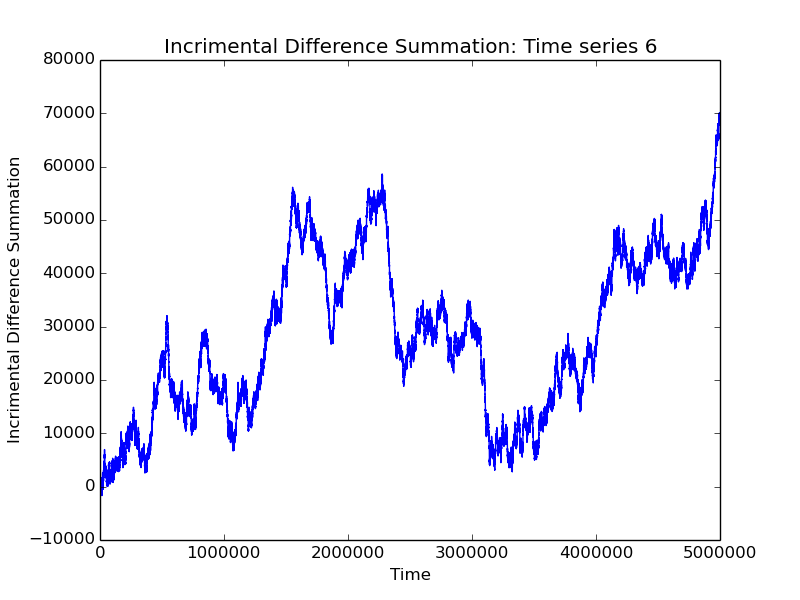 Incrimental Difference Summation: Time series 6
80000
70000
60000
50000
40000
30000
20000
10000
0
−10000
Incrimental Difference Summation
0 1000000 2000000 3000000 4000000 5000000
Time